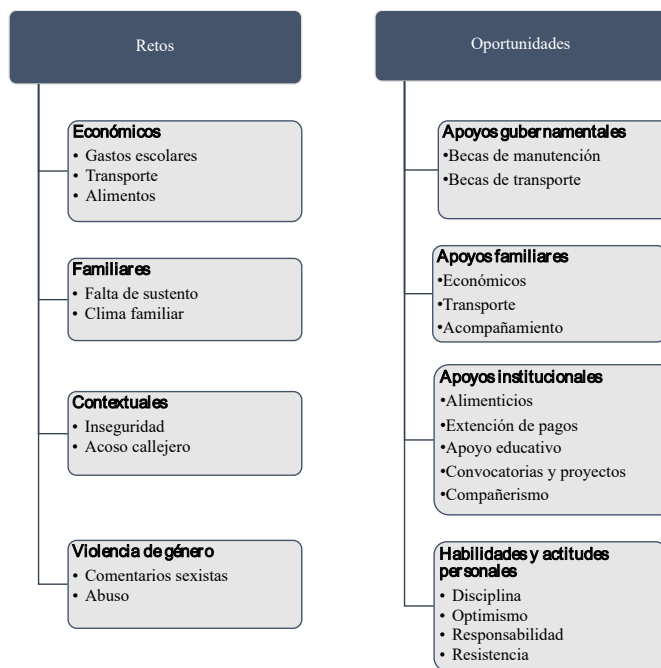 Retos
Económicos
• Gastos escolares
• Transporte
• Alimentos
Familiares
• Falta de sustento
• Clima familiar
Contextuales
• Inseguridad
• Acoso callejero
Violencia de género
• Comentarios sexistas
• Abuso
Oportunidades
Apoyos gubernamentales
•Becas de manutención
•Becas de transporte
Apoyos familiares
•Económicos
•Transporte
•Acompañamiento
Apoyos institucionales
•Alimenticios
•Extención de pagos
•Apoyo educativo
•Convocatorias y proyectos
•Compañerismo
Habilidades y actitudes
personales
• Disciplina
• Optimismo
• Responsabilidad
• Resistencia